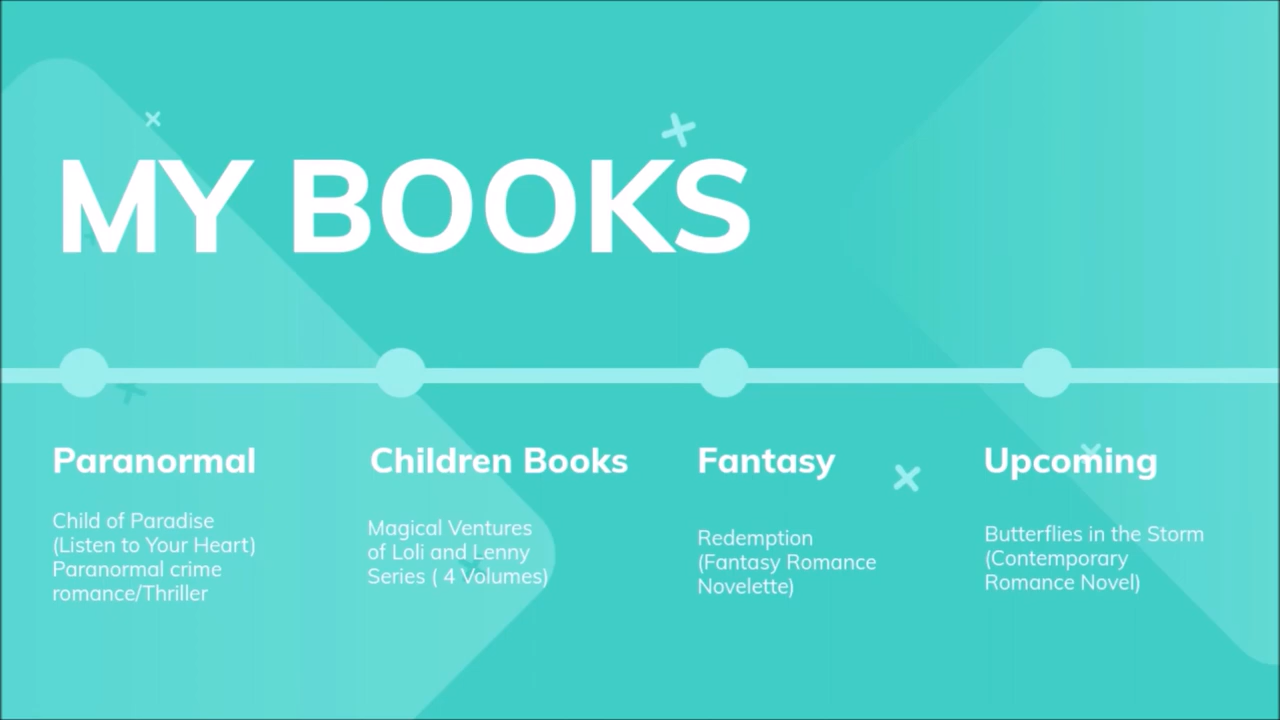 MY BOOKS
Paranormal
Child of Paradise
(Listen to Your Heart)
Paranormal crime
romance/Thriller
Children Books
Magical Ventures
of Loli and Lenny
Series ( 4 Volumes)
Fantasy
Redemption
(Fantasy Romance
Novelette)
Upcoming
Butterflies in the Storm
(Contemporary
Romance Novel)